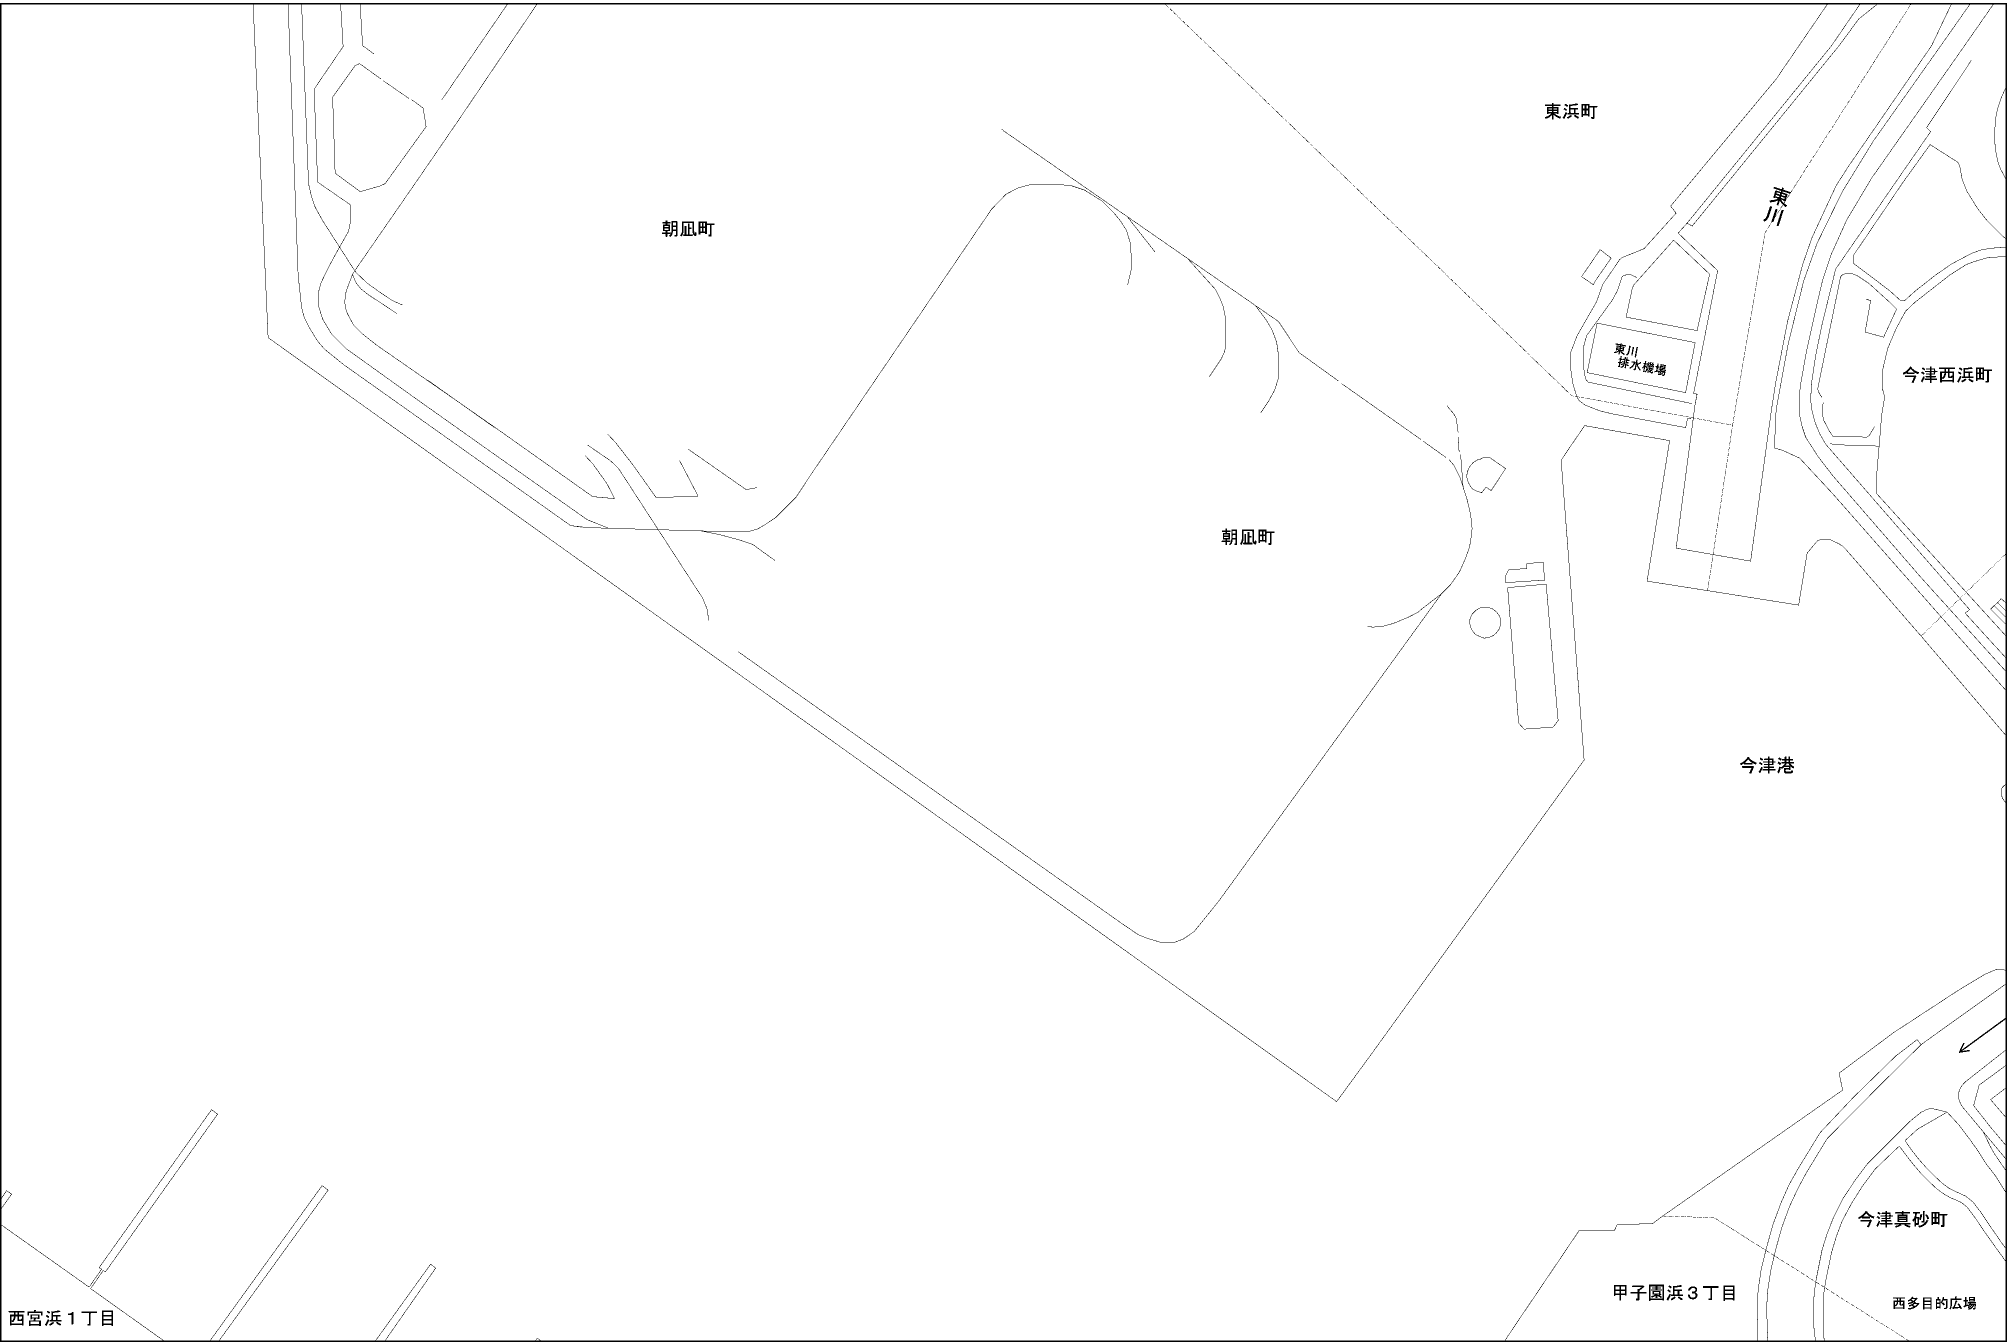 東浜町
東川
朝凪町
東川
排水機場
今津西浜町
朝凪町
今津港
今津真砂町
甲子園浜３丁目
西多目的広場
西宮浜１丁目